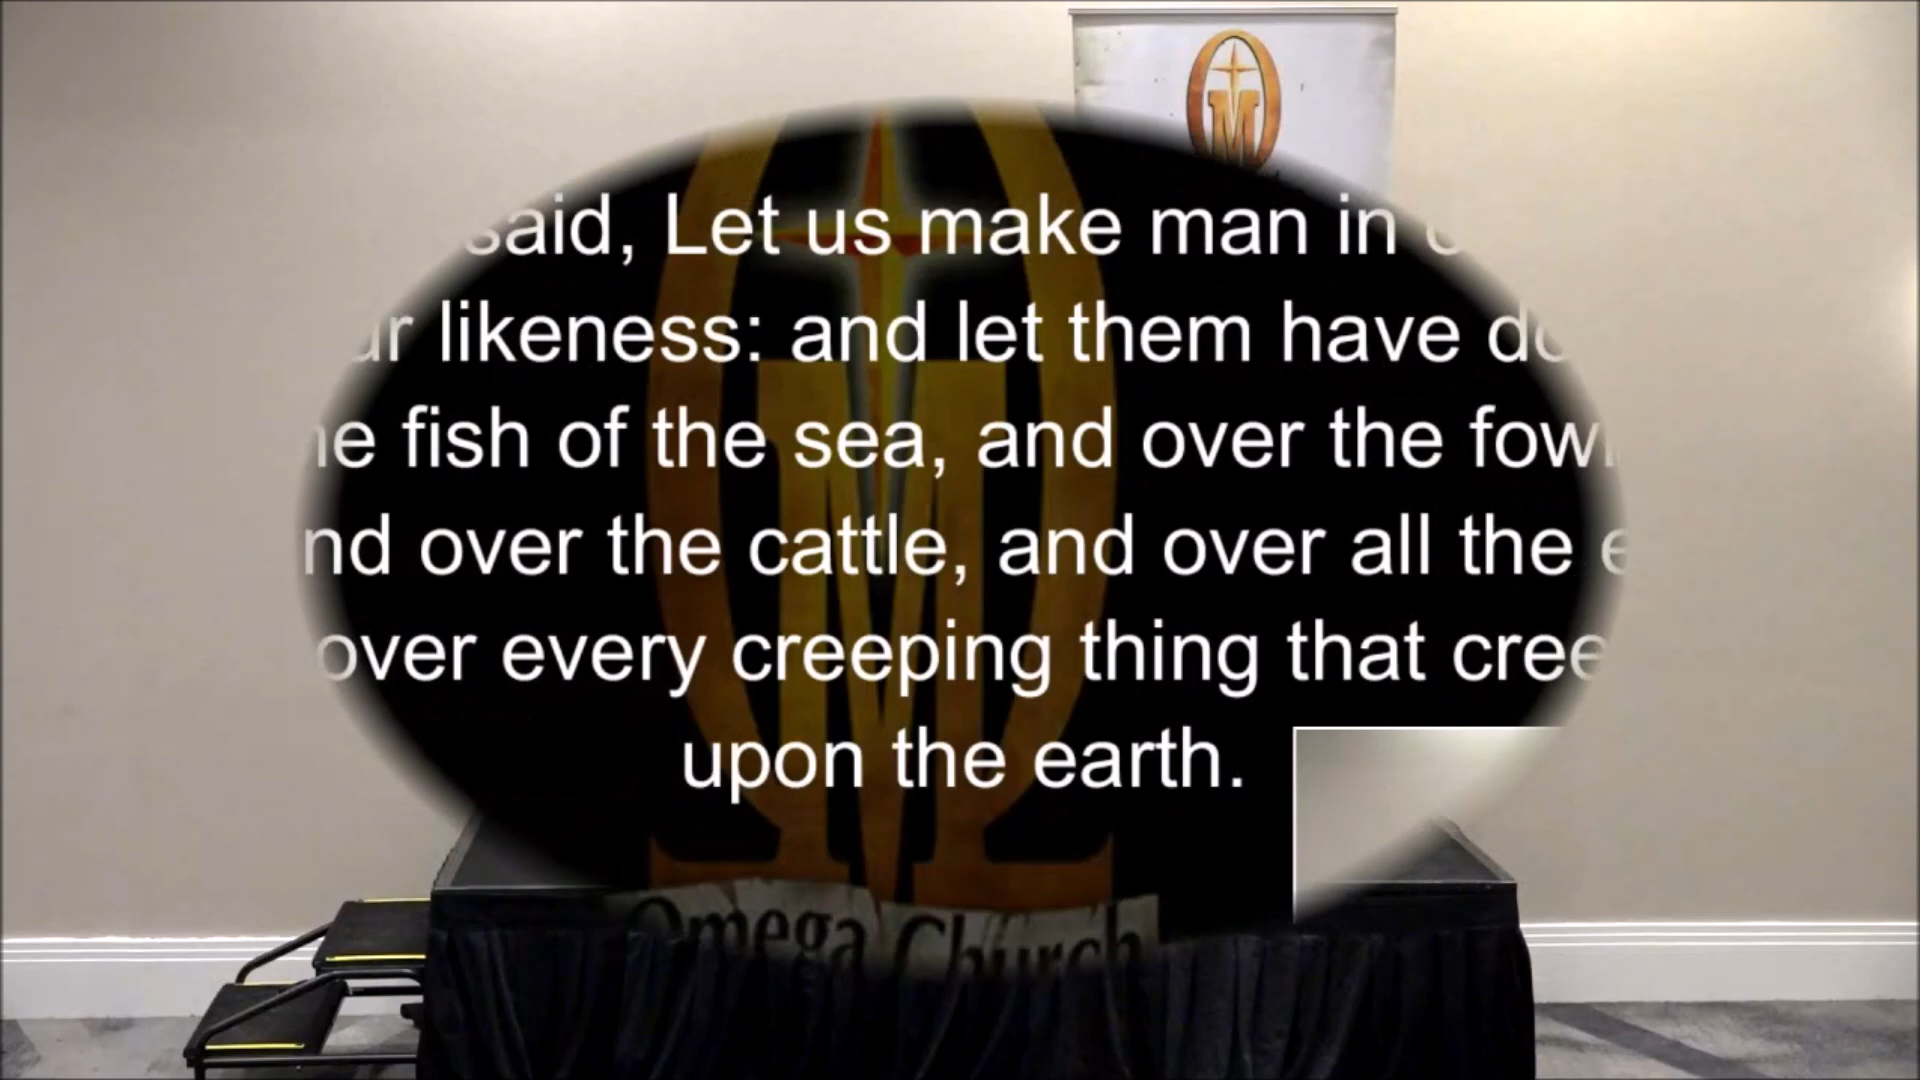 said, Let us make man in
likeness: and let them have
fish of the sea, and over the fowl
over the cattle, and over all the
over every creeping thing that
upon the earth.
Omega Church